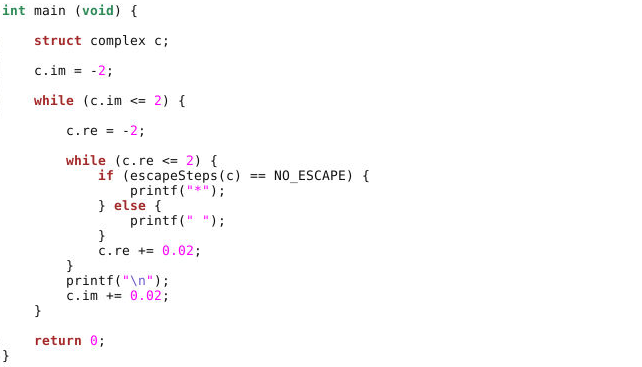 int main (void) {
    struct complex c;
    c.im = -2;
    while (c.im <= 2) {
        c.re = -2;
        while (c.re <= 2) {
            if (escapeSteps(c) == NO_ESCAPE) {
                printf("*");
            } else {
                printf(" ");
            }
            c.re += 0.02;
        }
        printf("\n");
        c.im += 0.02;
    }
    return 0;
}